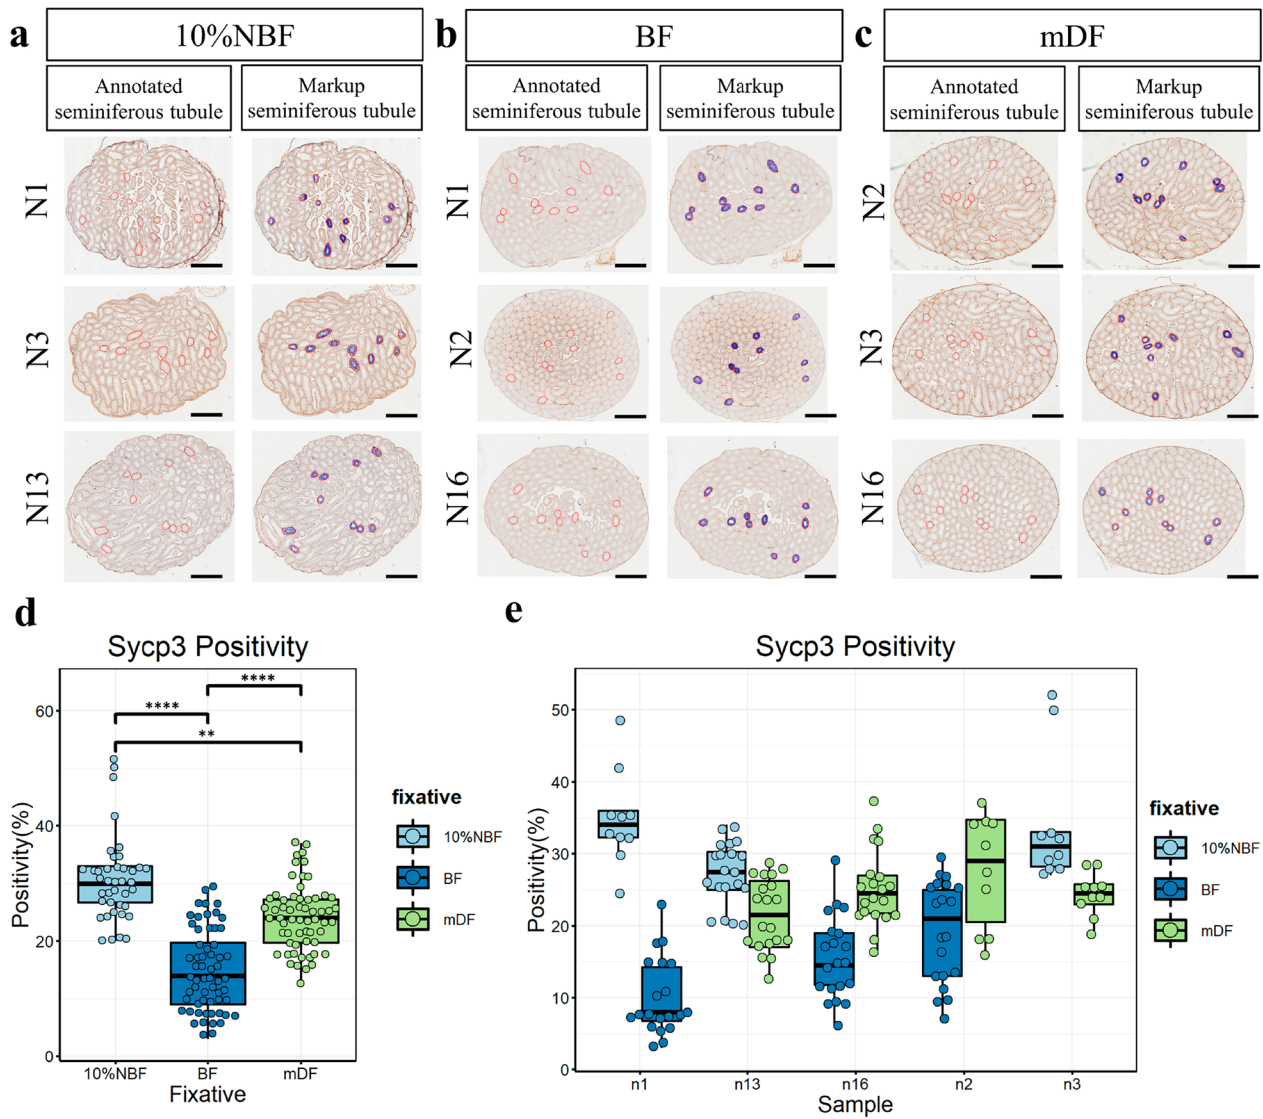 a
10%NBF
Annotated
seminiferous tubule
Markup
seminiferous tubule
N1
N3
N13
b
BF
Annotated
seminiferous tubule
Markup
seminiferous tubule
N1
N2
N16
c
mDF
Annotated
seminiferous tubule
Markup
seminiferous tubule
N2
N3
N16
d
Sycp3 Positivity
****
****
**
60
40
20
0
Positivity(%)
10%NBF
BF
mDF
Fixative
fixative
10%NBF
BF
mDF
e
Sycp3 Positivity
50
40
30
20
10
0
Positivity(%)
n1
n13
n16
n2
n3
Sample
fixative
10%NBF
BF
mDF